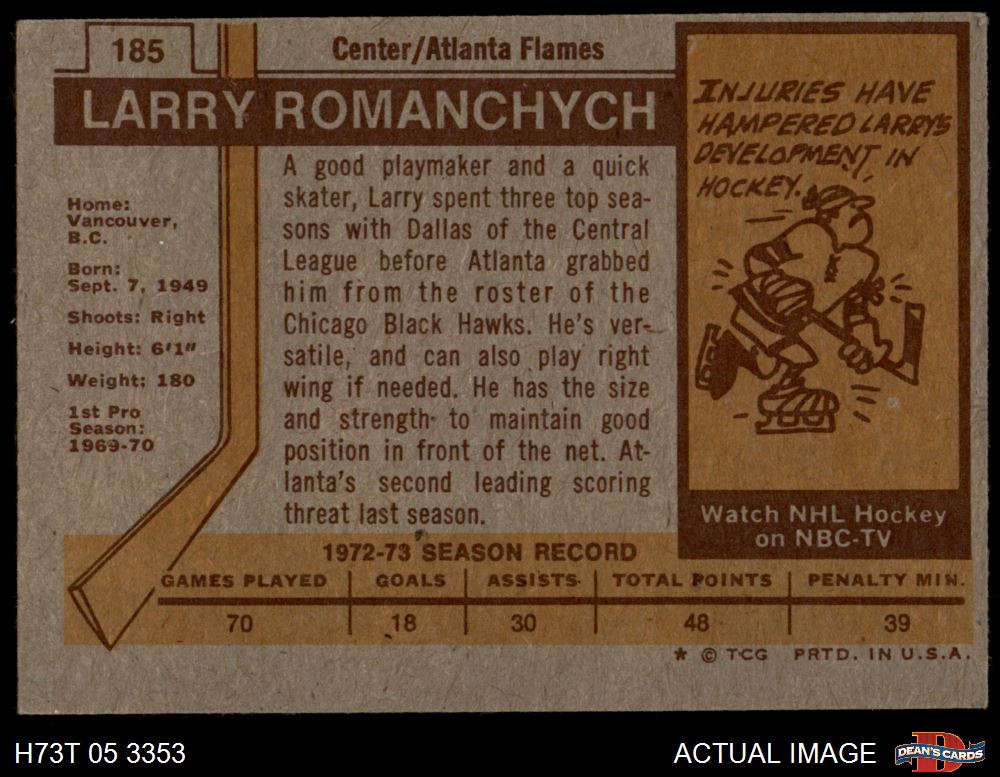 185
Center/Atlanta Flames
LARRY ROMANCHYCH
Home:
Vancouver,
B.C.
Born:
Sept. 7, 1949
Shoots: Right
Height: 6'1"
Weight: 180
1st Pro
Season:
1969-70
A good playmaker and a quick
skater, Larry spent three top sea-
sons with Dallas of the Central
League before Atlanta grabbed
him from the roster of the
Chicago Black Hawks. He's ver-
satile, and can also play right
wing if needed. He has the size
and strength to maintain good
position in front of the net. At-
lanta's second leading scoring
threat last season.
INJURIES HAVE
HAMPERED LARRY'S
DEVELOPMENT IN
HOCKEY.
Watch NHL Hockey
on NBC-TV
1972-73 SEASON RECORD
GAMES PLAYED GOALS ASSISTS TOTAL POINTS PENALTY MIN.
70 18 30 48 39
* © TCG PRTD. IN U.S.A.
H73T 05 3353
ACTUAL IMAGE
D
DEAN'S CARDS